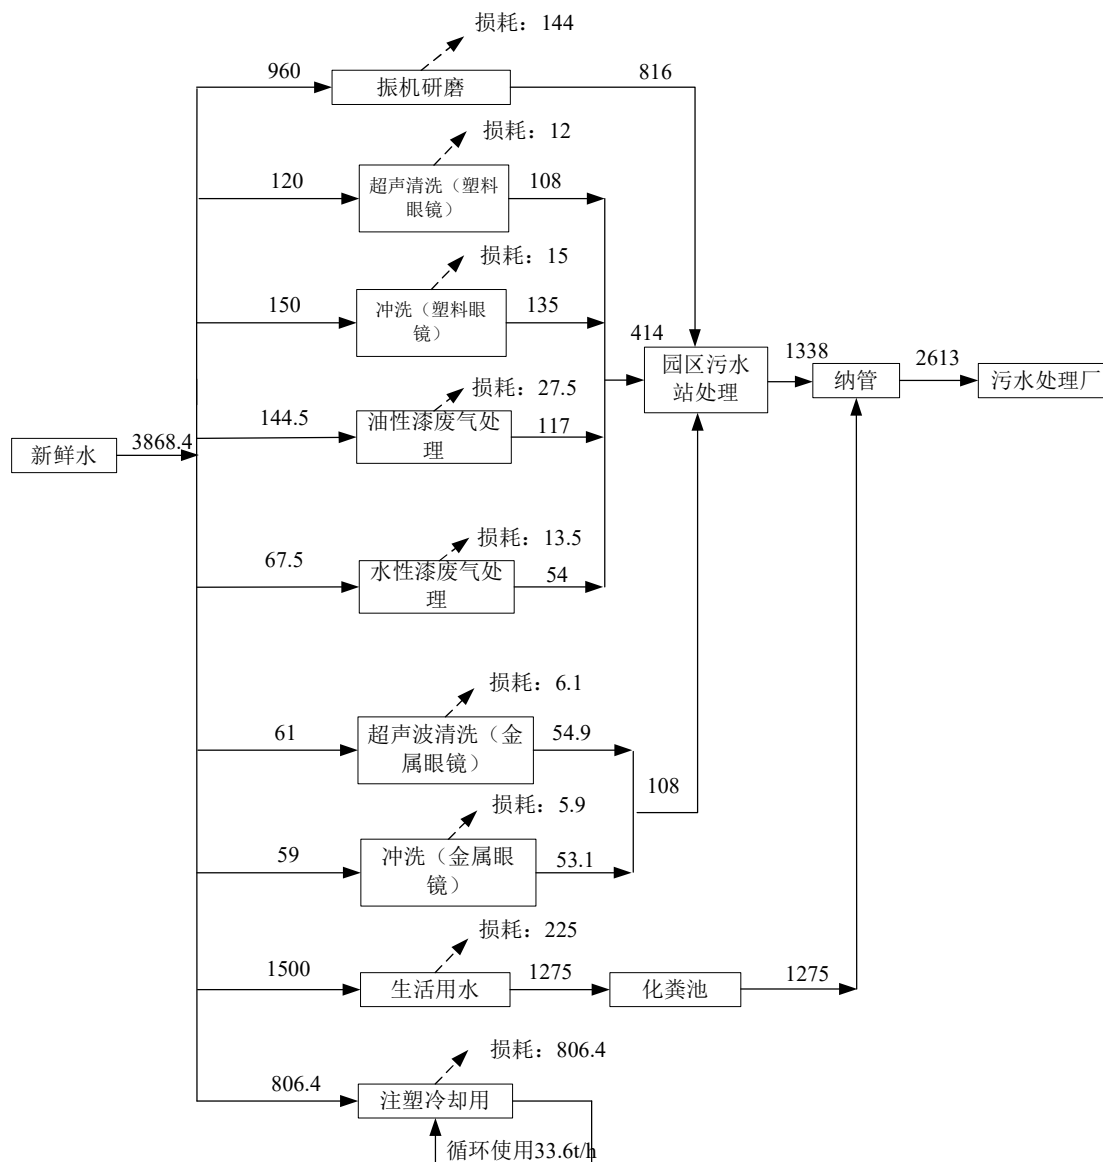 损耗：144
960
振机研磨
816
损耗：12
120
超声清洗（塑料
眼镜）
108
损耗：15
150
冲洗（塑料眼
镜）
135
414
园区污水
站处理
1338
纳管
2613
污水处理厂
损耗：27.5
144.5
油性漆废气处
理
117
新鲜水
3868.4
损耗：13.5
67.5
水性漆废气处
理
54
损耗：6.1
61
超声波清洗（金
属眼镜）
54.9
108
损耗：5.9
59
冲洗（金属眼
镜）
53.1
损耗：225
1500
生活用水
1275
化粪池
1275
损耗：806.4
806.4
注塑冷却用
循环使用33.6t/h